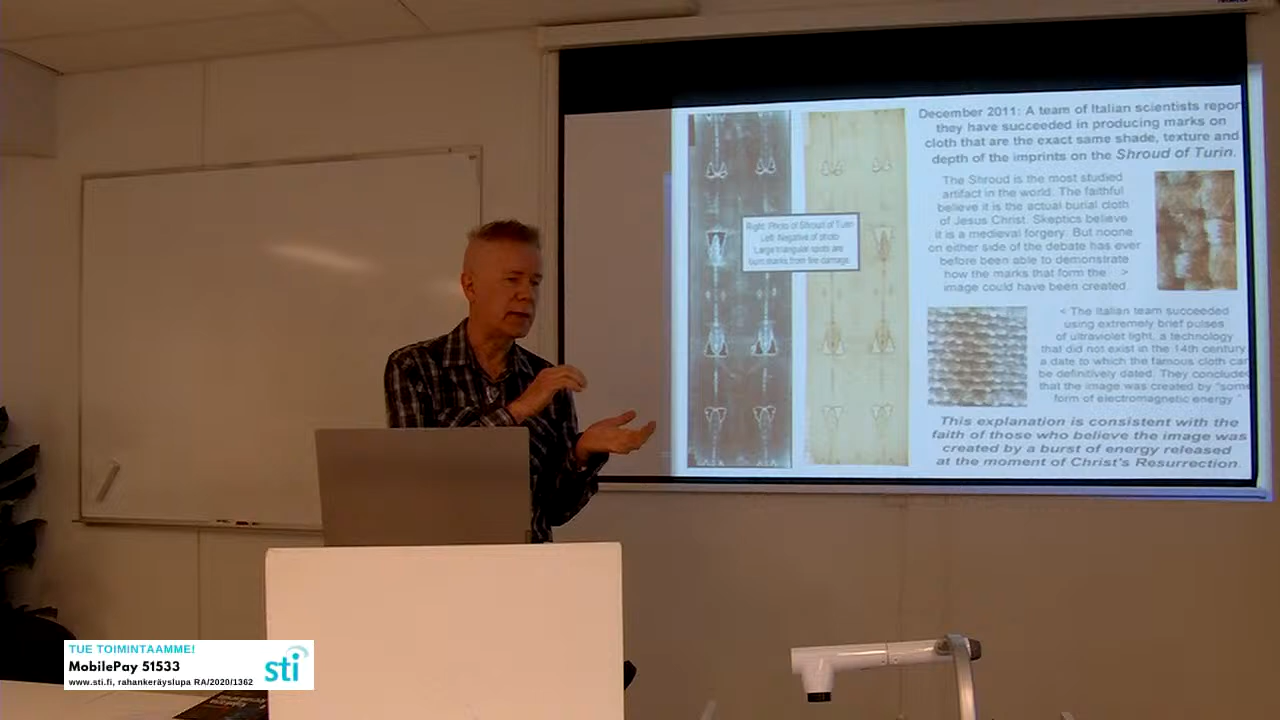 December 2011: A team of Italian scientists repor
they have succeeded in producing marks on
cloth that are the exact same shade, texture and
depth of the imprints on the Shroud of Turin.
The Shroud is the most studied
artifact in the world. The faithful
believe it is the actual burial cloth
of Jesus Christ. Skeptics believe
it is a medieval forgery. But noone
on either side of the debate has ever
before been able to demonstrate
how the marks that form the >
image could have been created.
Right: Photo of Shroud of Turin
Left: Negative of photo
Large triangular spots are
burn marks from fire damage.
< The Italian team succeeded
using extremely brief pulses
of ultraviolet light, a technology
that did not exist in the 14th century
a date to which the famous cloth can
be definitively dated. They concluded
that the image was created by "some
form of electromagnetic energy."
This explanation is consistent with the
faith of those who believe the image was
created by a burst of energy released
at the moment of Christ's Resurrection.
TUE TOIMINTAAMME!
MobilePay 51533
www.sti.fi, rahankeräyslupa RA/2020/1362
sti